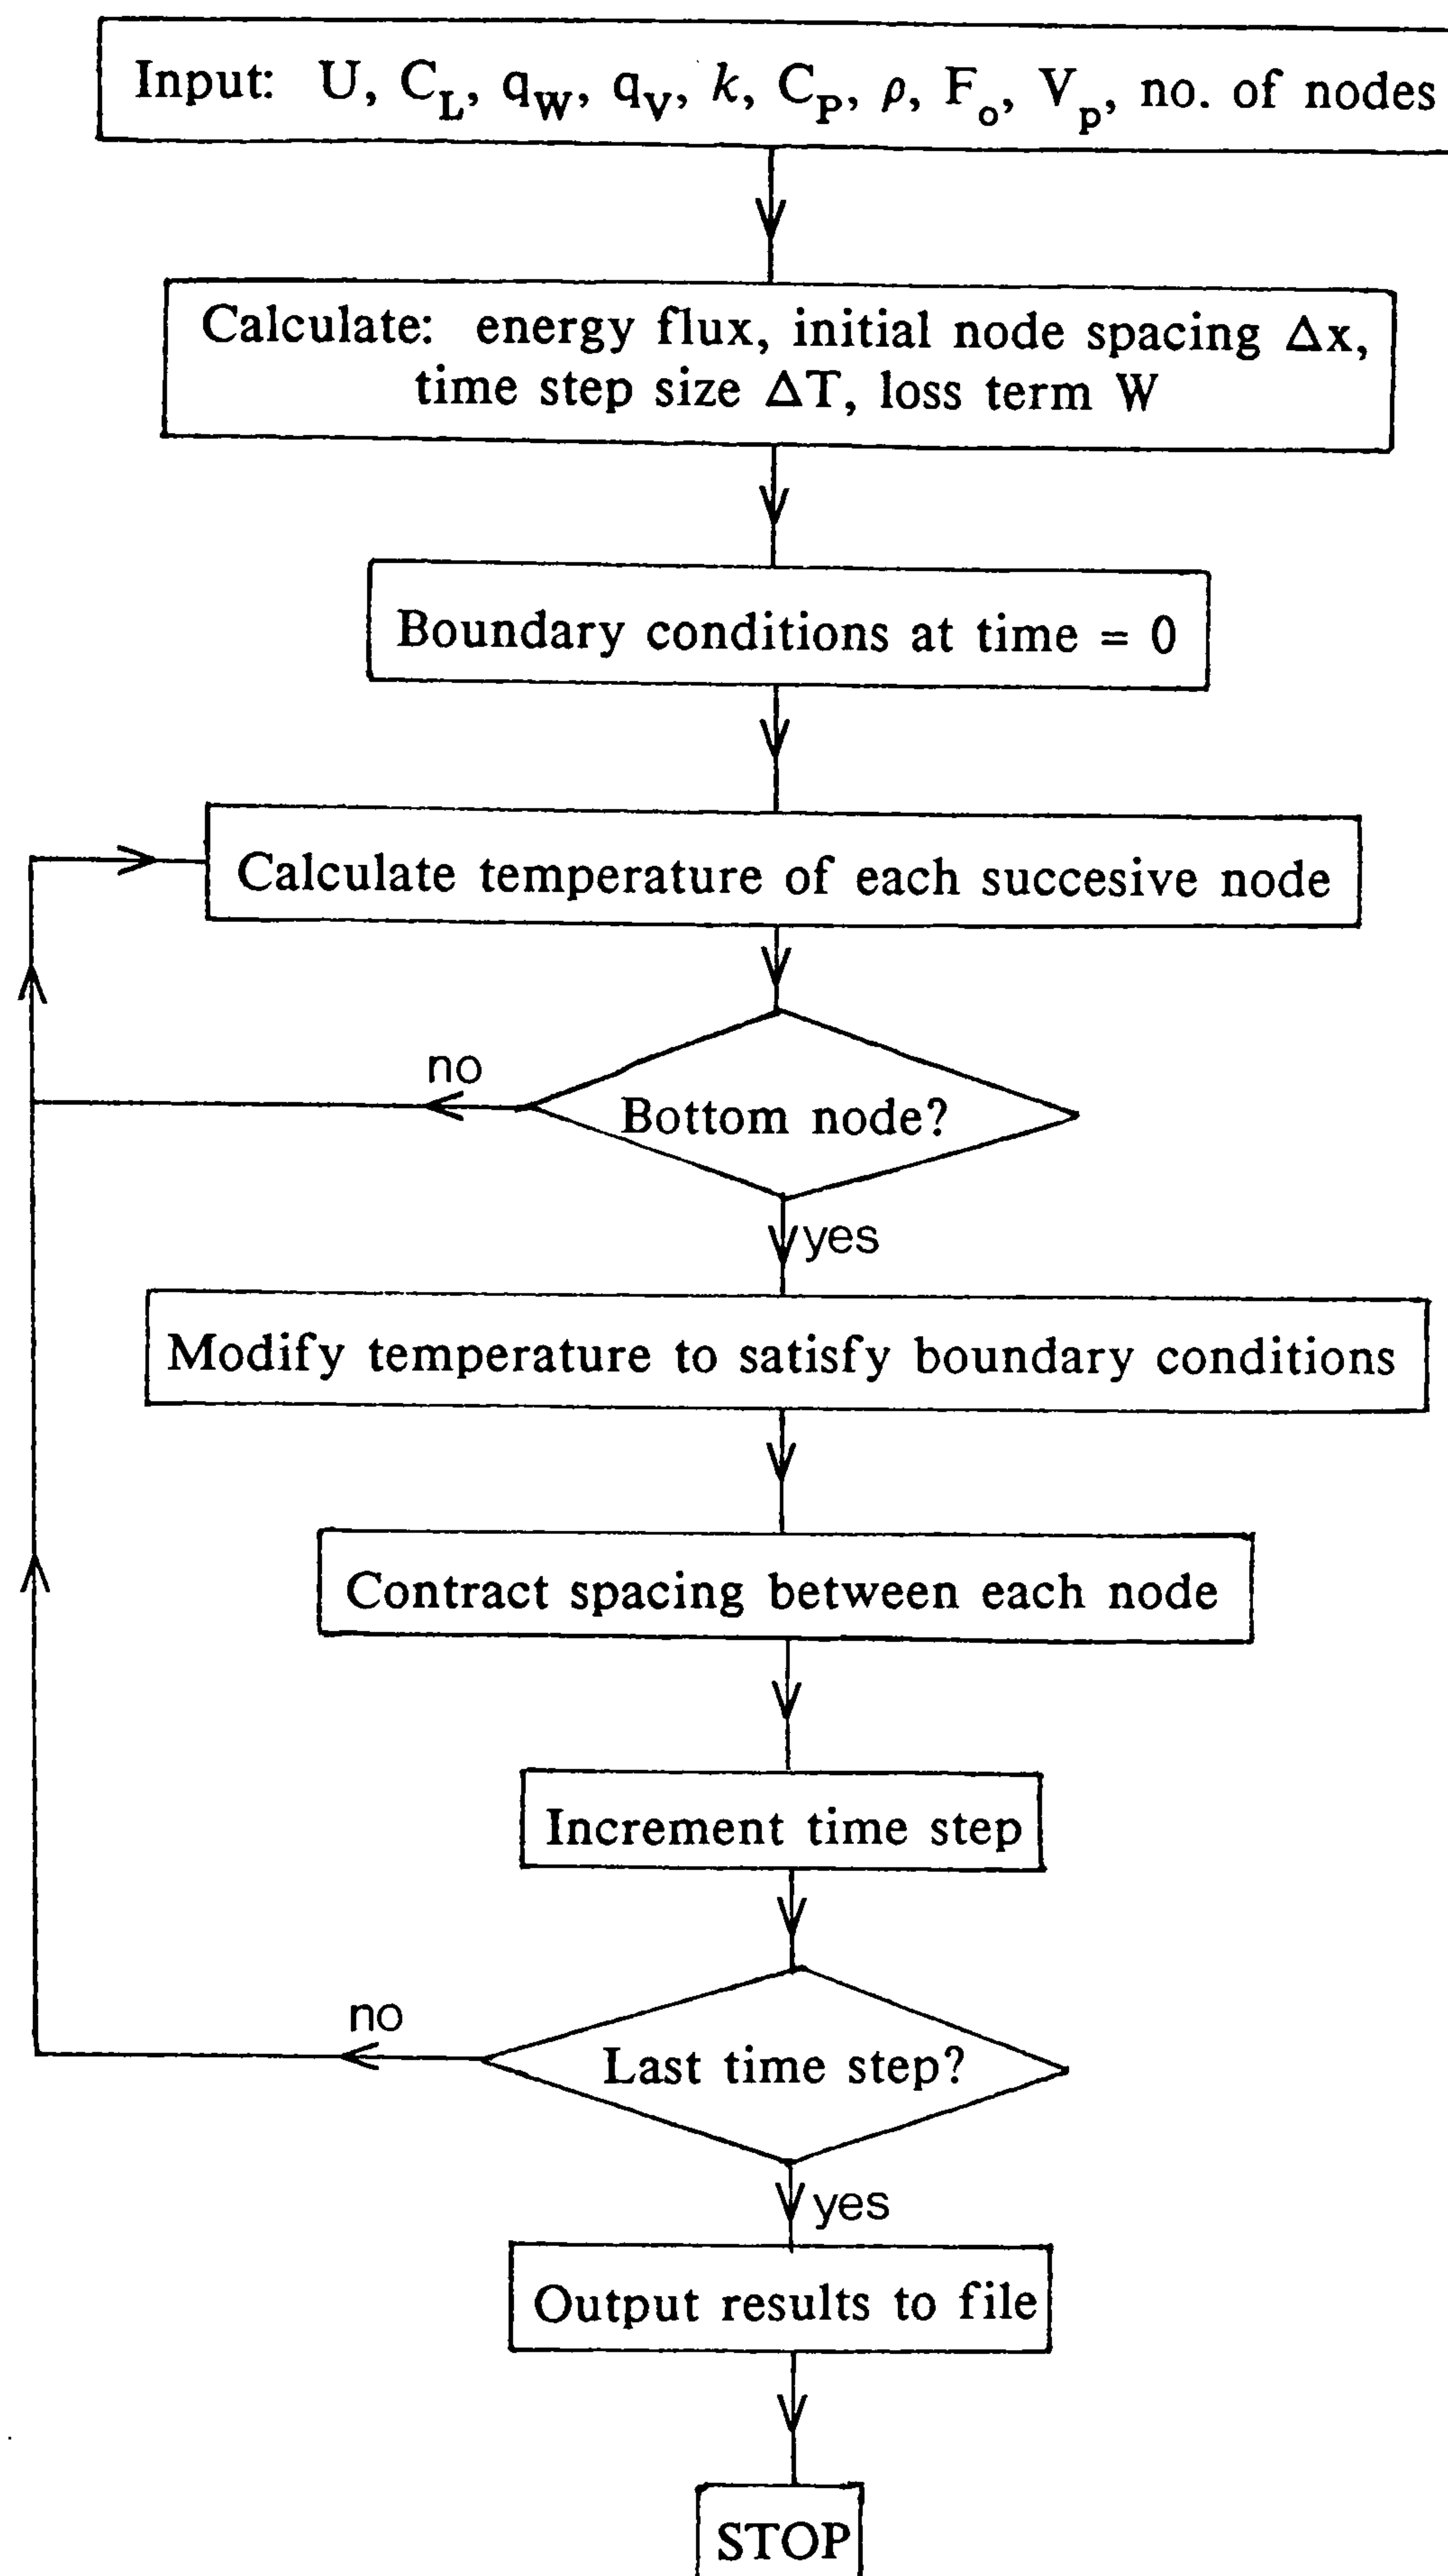 Input: U, C_L, q_W, q_V, k, C_P, ρ, F_o, V_p, no. of nodes
Calculate: energy flux, initial node spacing Δx,
time step size ΔT, loss term W
Boundary conditions at time = 0
Calculate temperature of each succesive node
no
Bottom node?
yes
Modify temperature to satisfy boundary conditions
Contract spacing between each node
Increment time step
no
Last time step?
yes
Output results to file
STOP